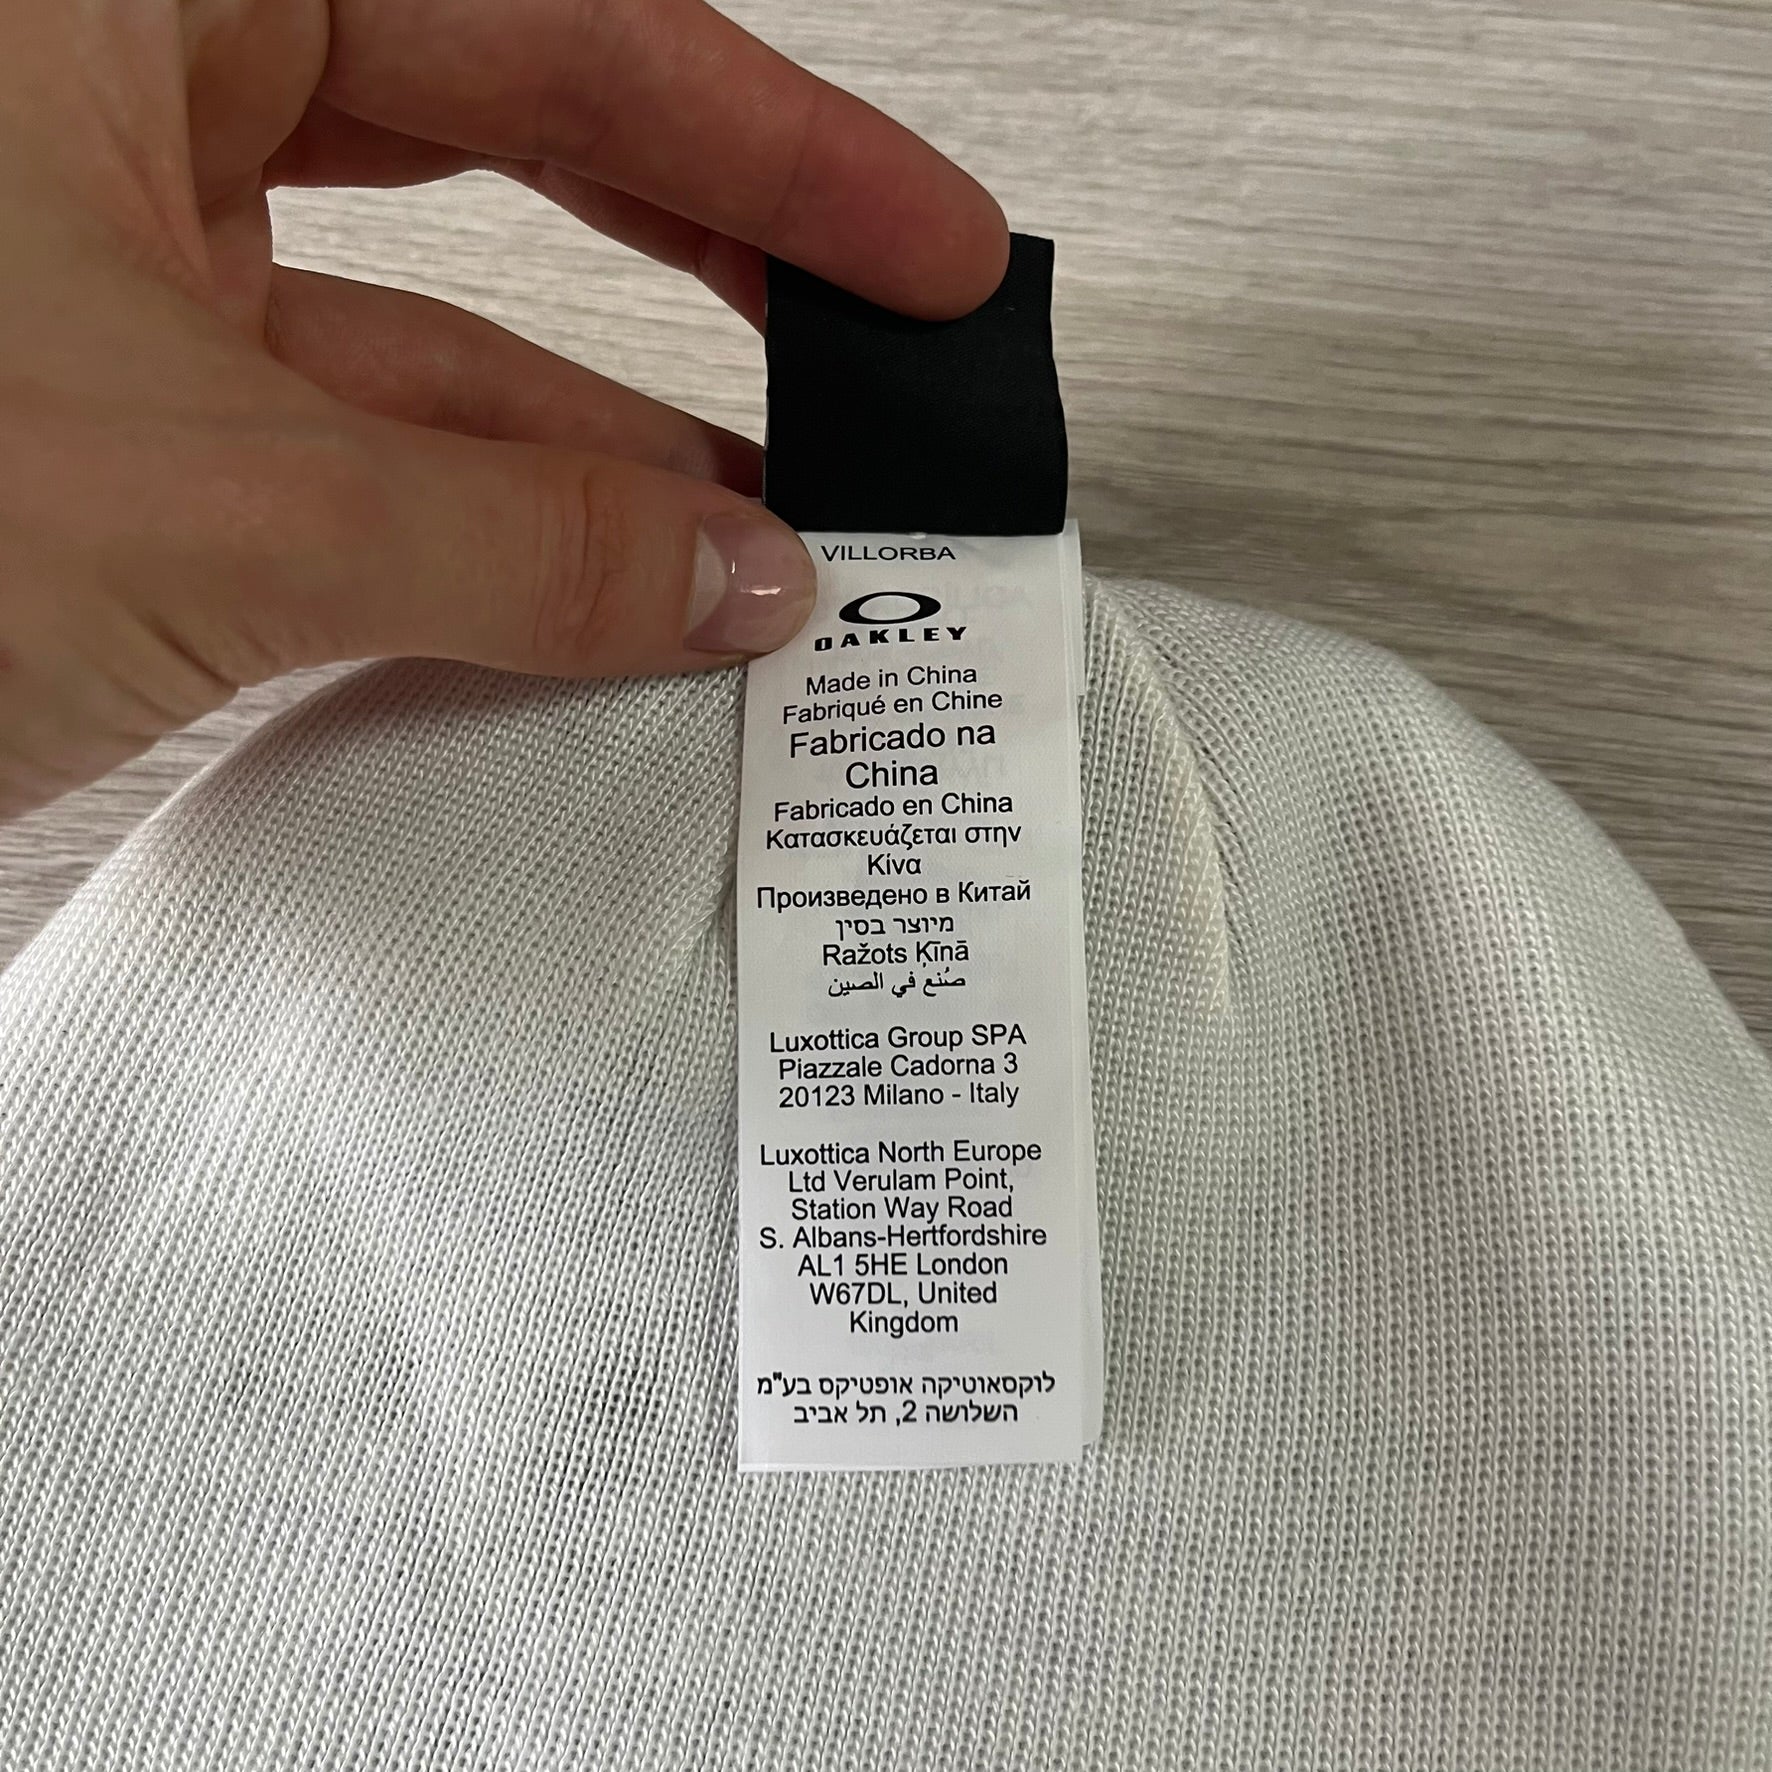 VILLORBA
OAKLEY
Made in China
Fabriqué en Chine
Fabricado na
China
Fabricado en China
Κατασκευάζεται στην
Κίνα
Произведено в Китай
מיוצר בסין
Ražots Ķīnā
صُنع في الصين
Luxottica Group SPA
Piazzale Cadorna 3
20123 Milano - Italy
Luxottica North Europe
Ltd Verulam Point,
Station Way Road
S. Albans-Hertfordshire
AL1 5HE London
W67DL, United
Kingdom
לוקסאוטיקה אופטיקס בע"מ
השלושה 2, תל אביב